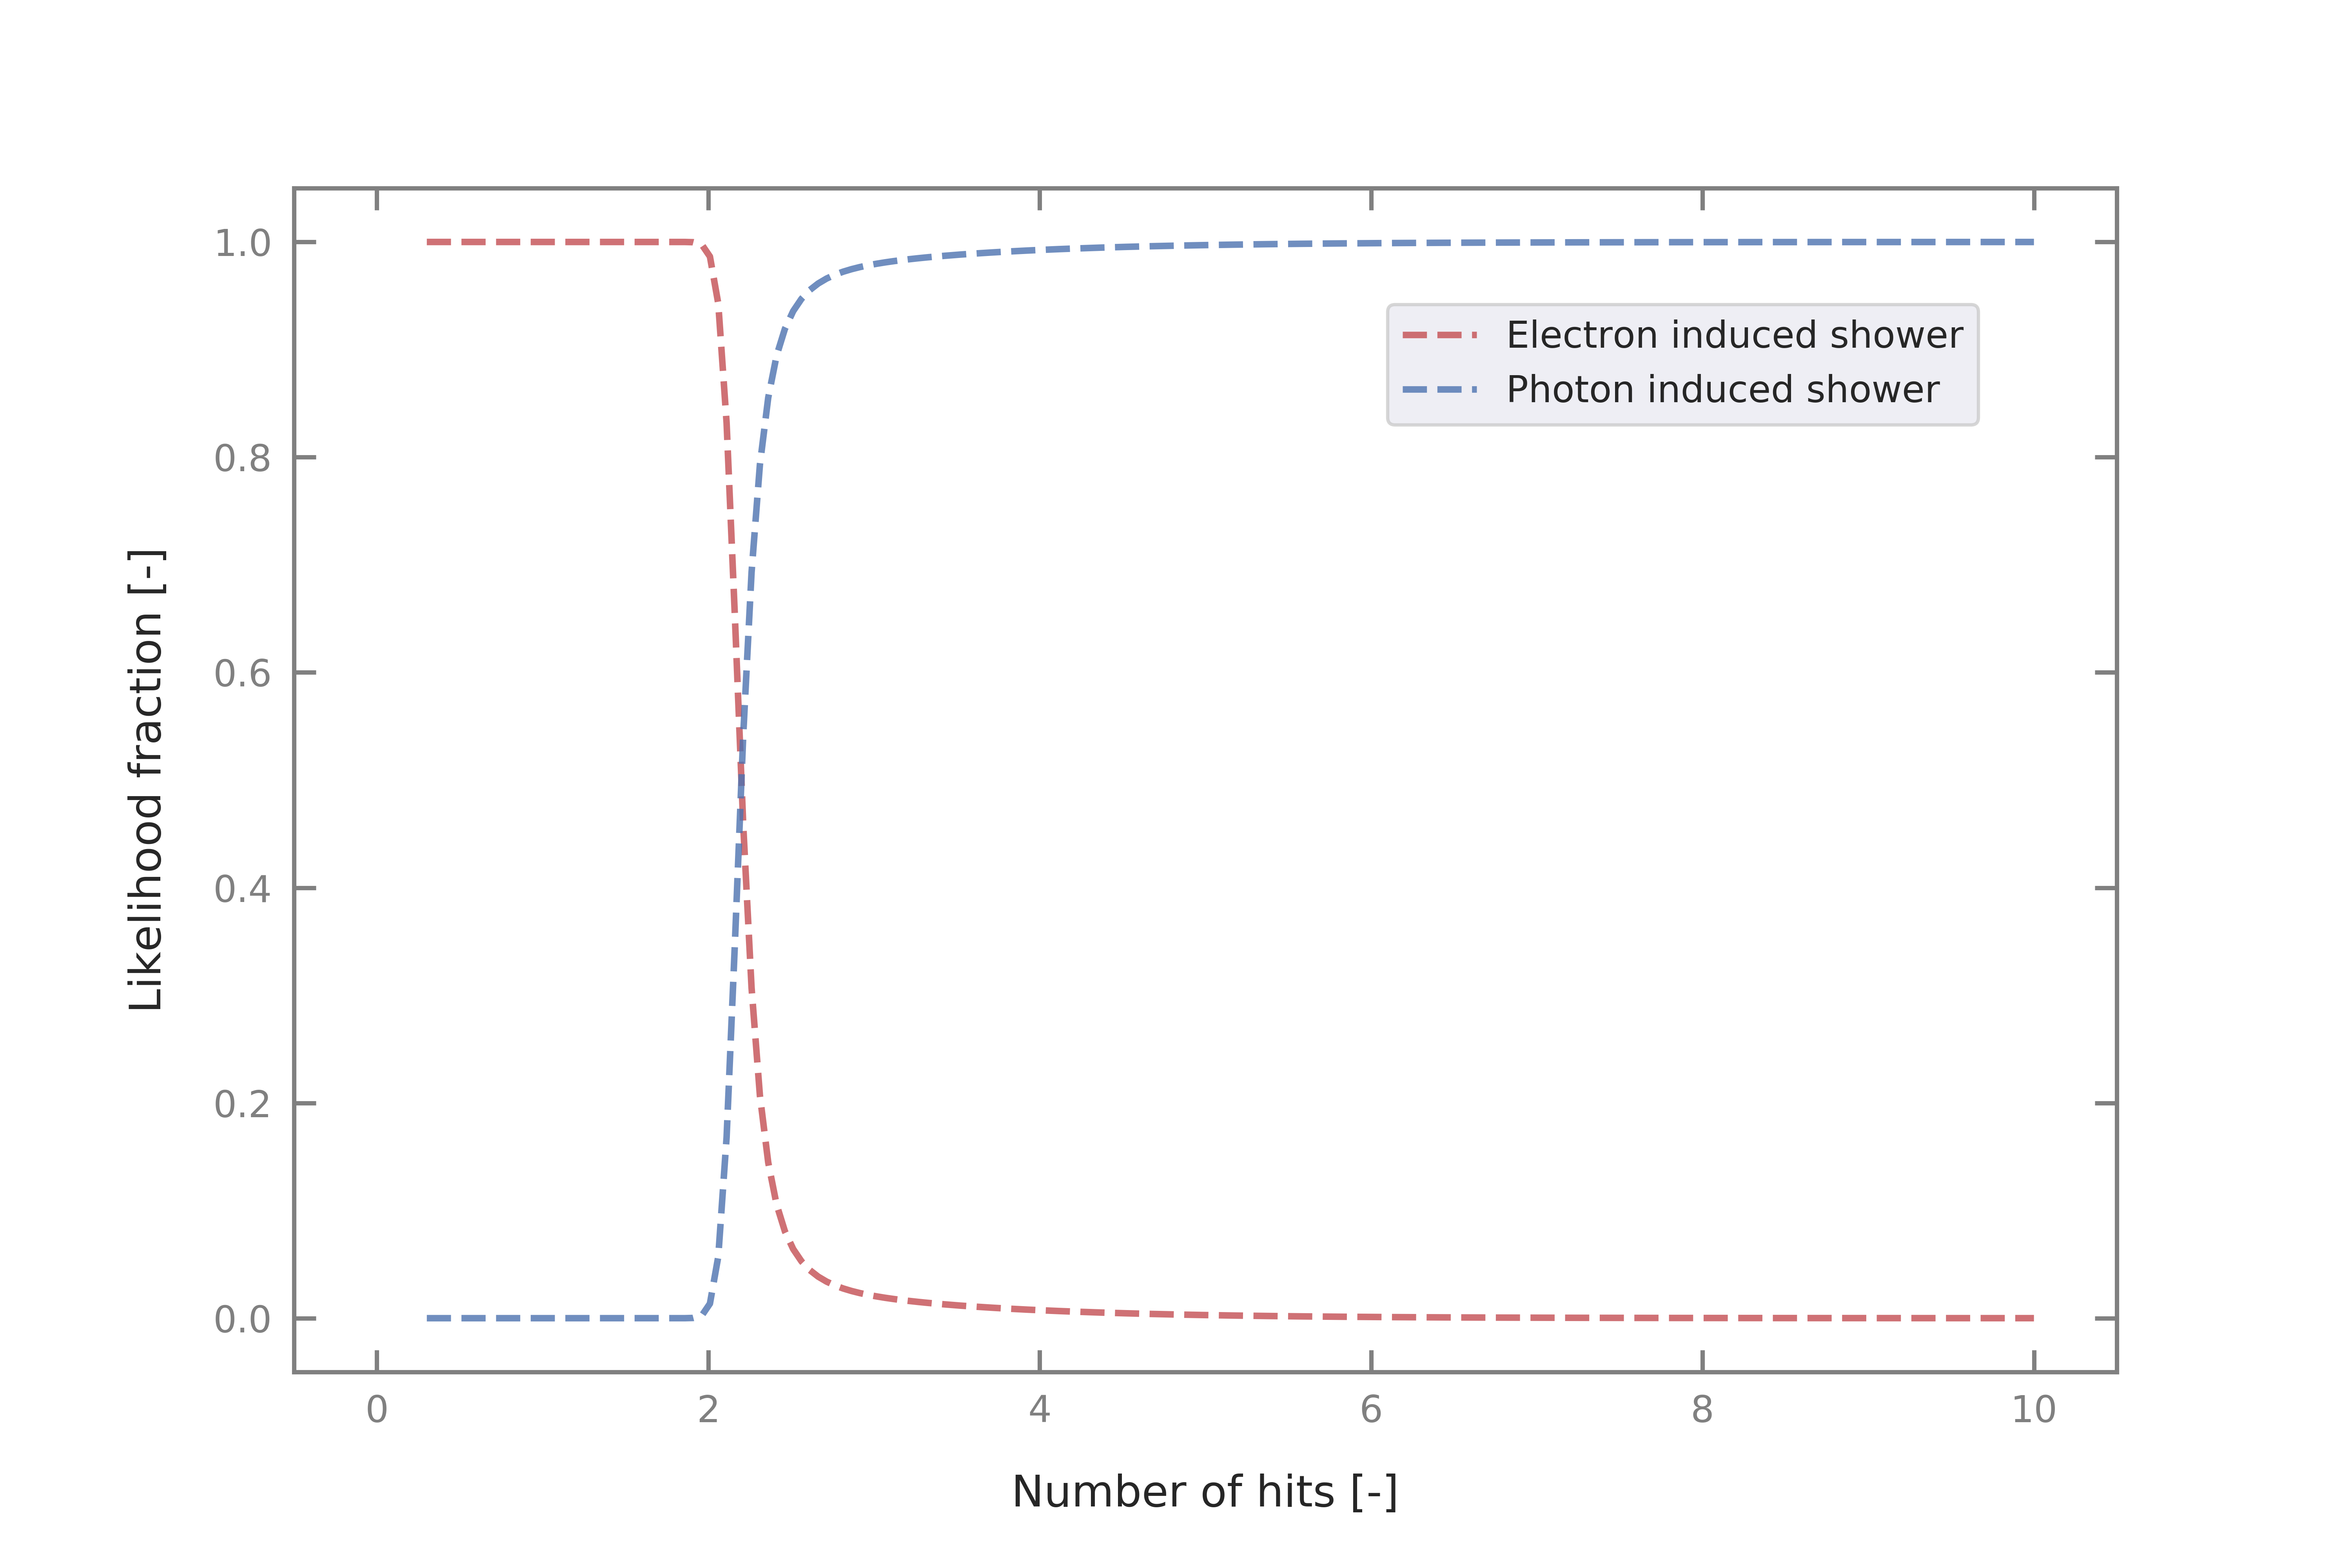 1.0
0.8
0.6
0.4
0.2
0.0
Likelihood fraction [-]
Electron induced shower
Photon induced shower
0 2 4 6 8 10
Number of hits [-]